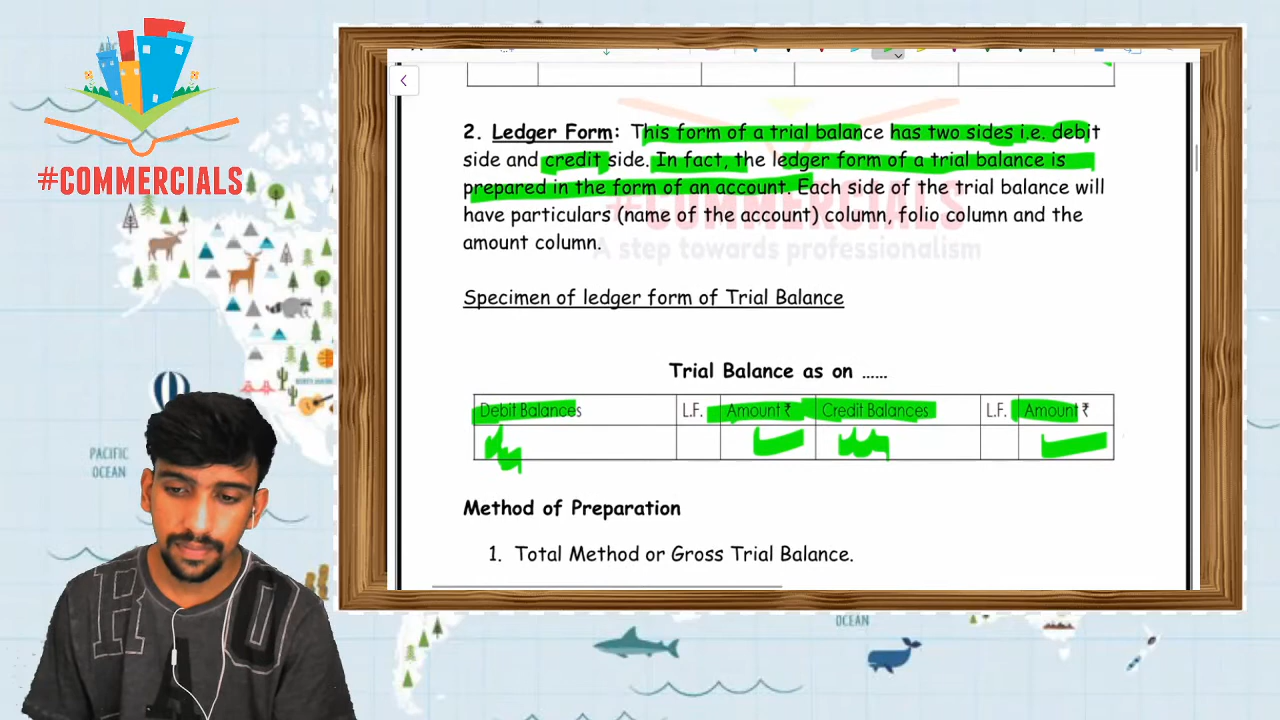 #COMMERCIALS
2. Ledger Form: This form of a trial balance has two sides i.e. debit
side and credit side. In fact, the ledger form of a trial balance is
prepared in the form of an account. Each side of the trial balance will
have particulars (name of the account) column, folio column and the
amount column.
#COMMERCIALS
A step towards professionalism
Specimen of ledger form of Trial Balance
Trial Balance as on ......
Debit Balances L.F. Amount ₹ Credit Balances L.F. Amount ₹
Method of Preparation
1. Total Method or Gross Trial Balance.
PACIFIC
OCEAN
OCEAN